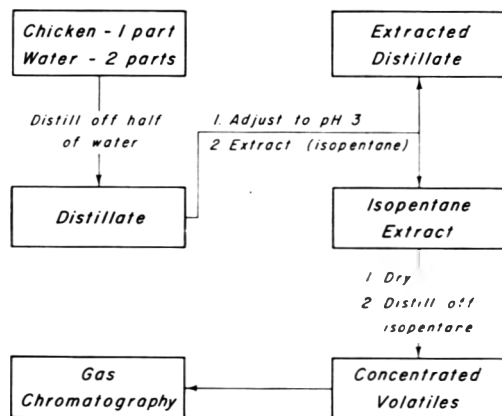 Chicken - 1 part
Water - 2 parts
Distill off half
of water
Distillate
1. Adjust to pH 3
2 Extract (isopentane)
Extracted
Distillate
Isopentane
Extract
1 Dry
2 Distill off
isopentane
Concentrated
Volatiles
Gas
Chromatography